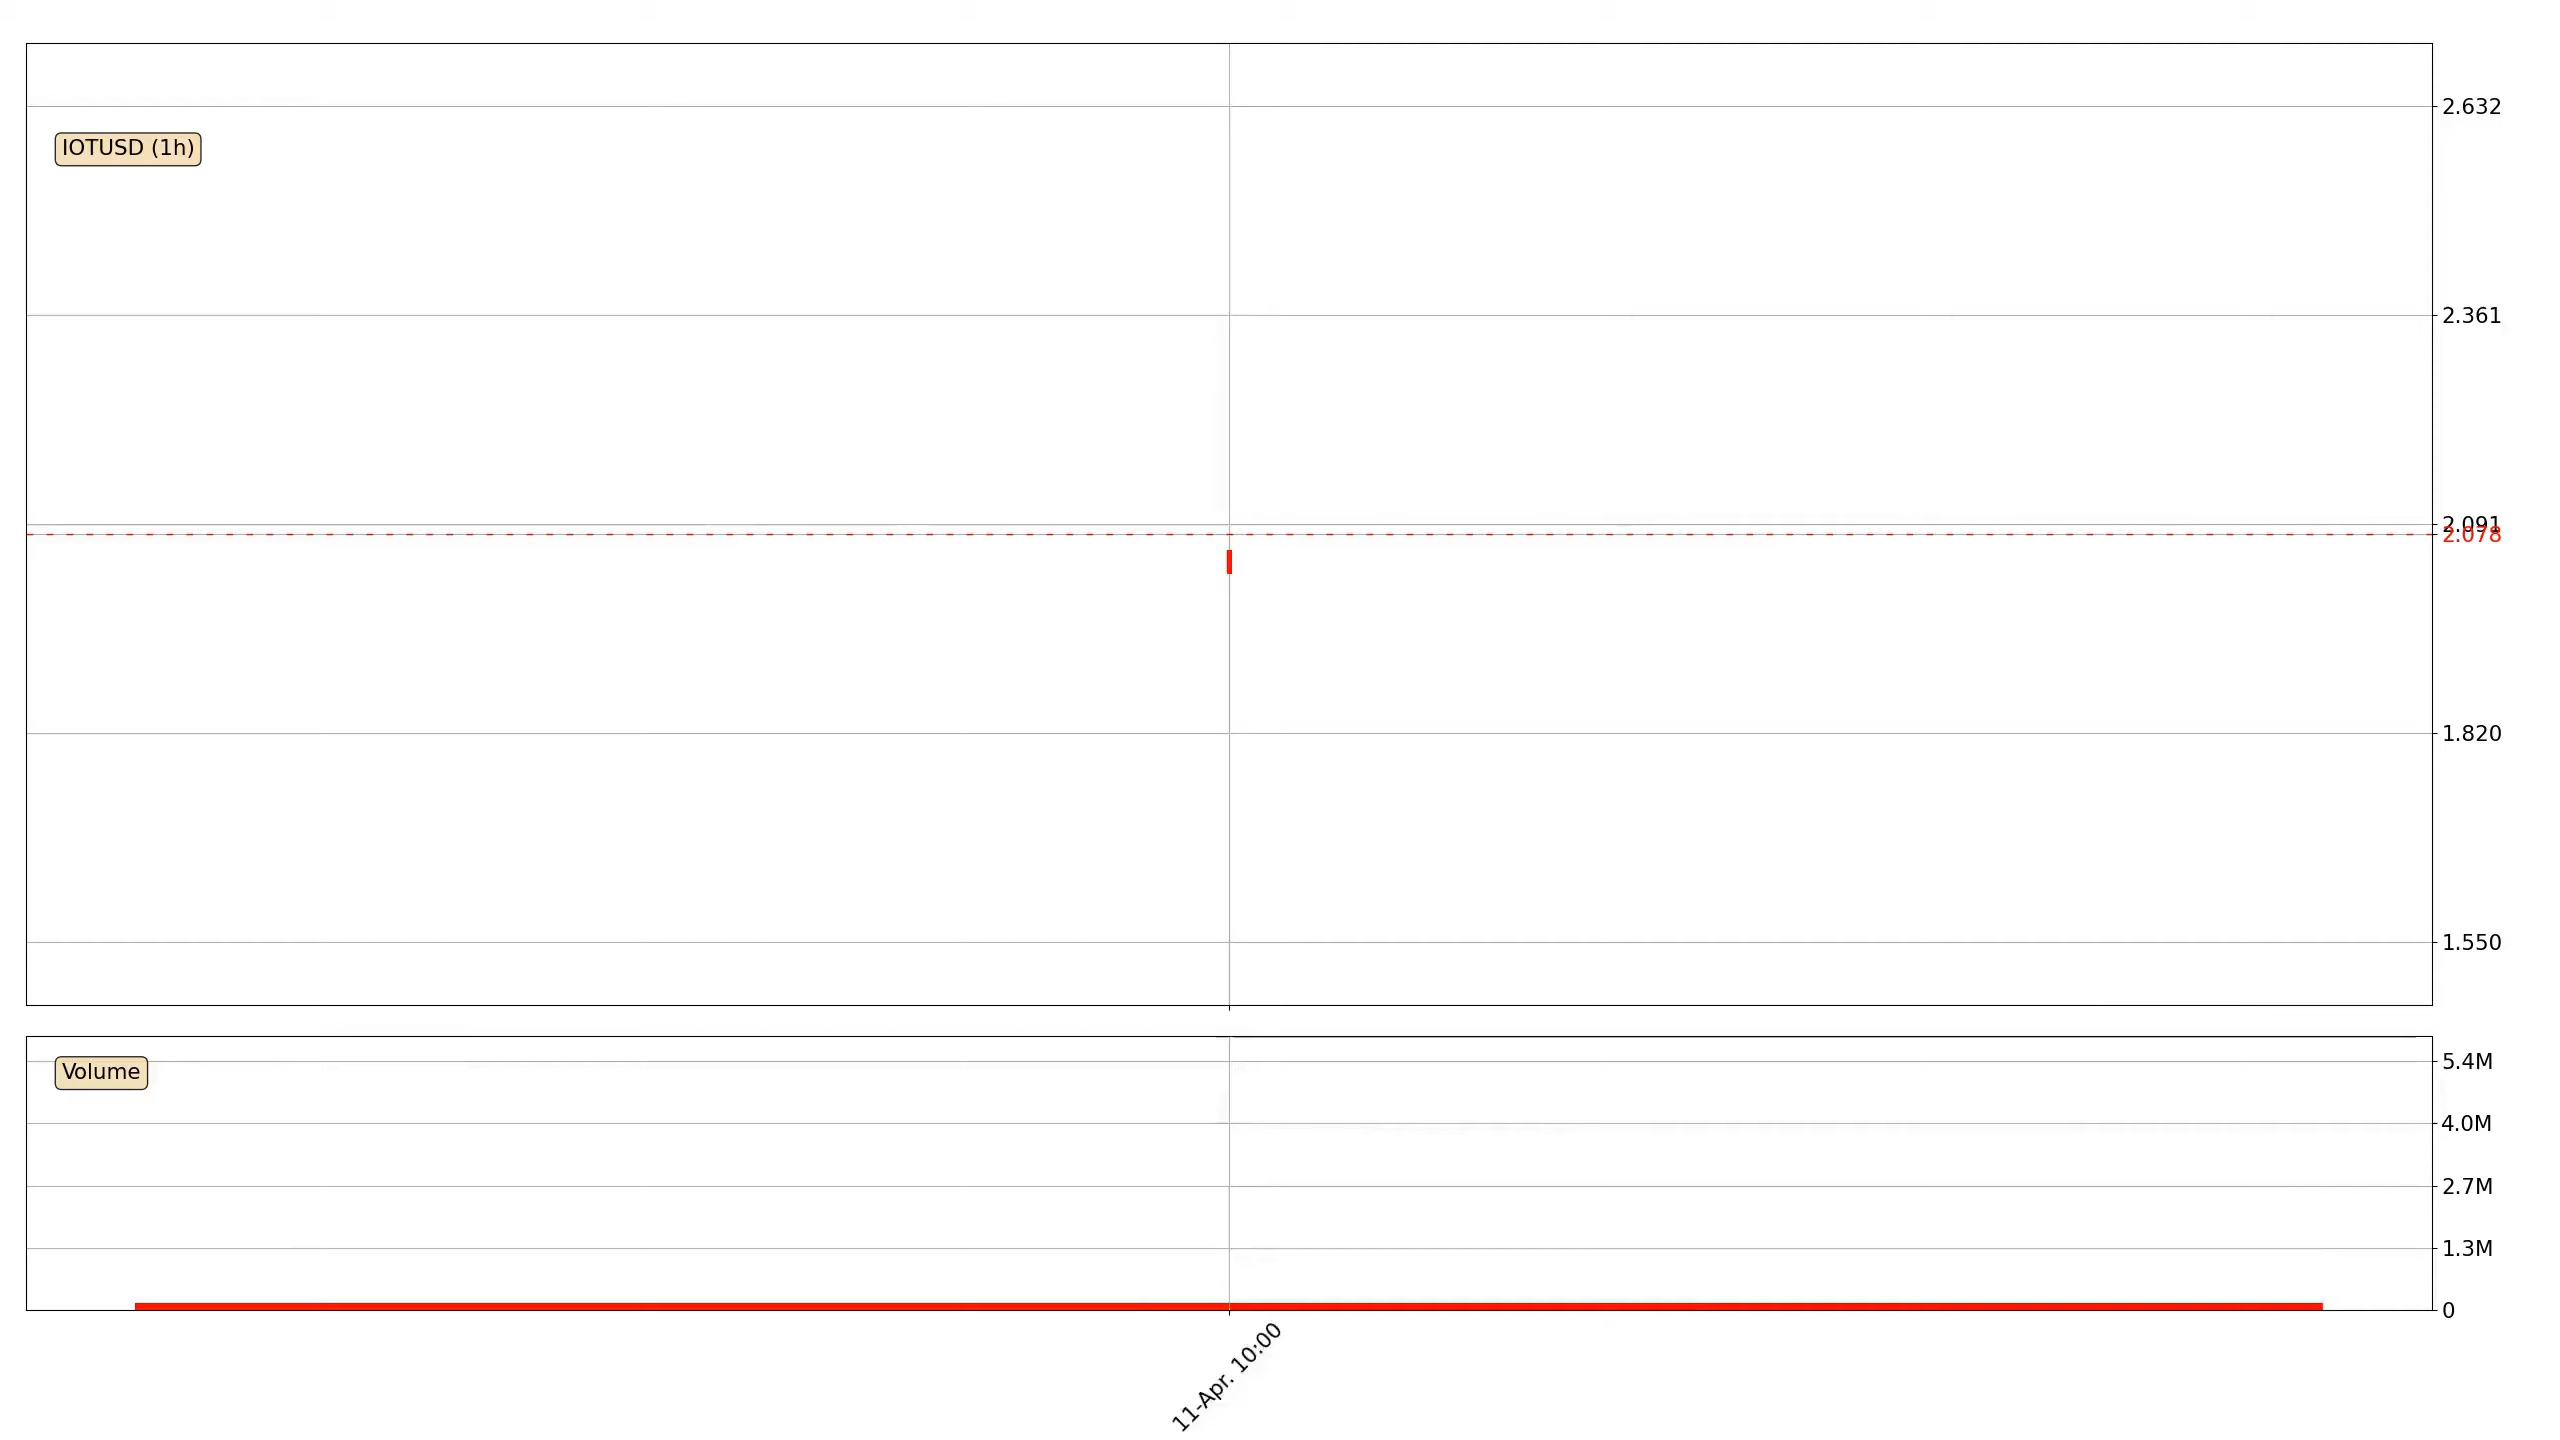 2.632
IOTUSD (1h)
2.361
2.091
2.078
1.820
1.550
Volume
5.4M
4.0M
2.7M
1.3M
0
11-Apr. 10:00